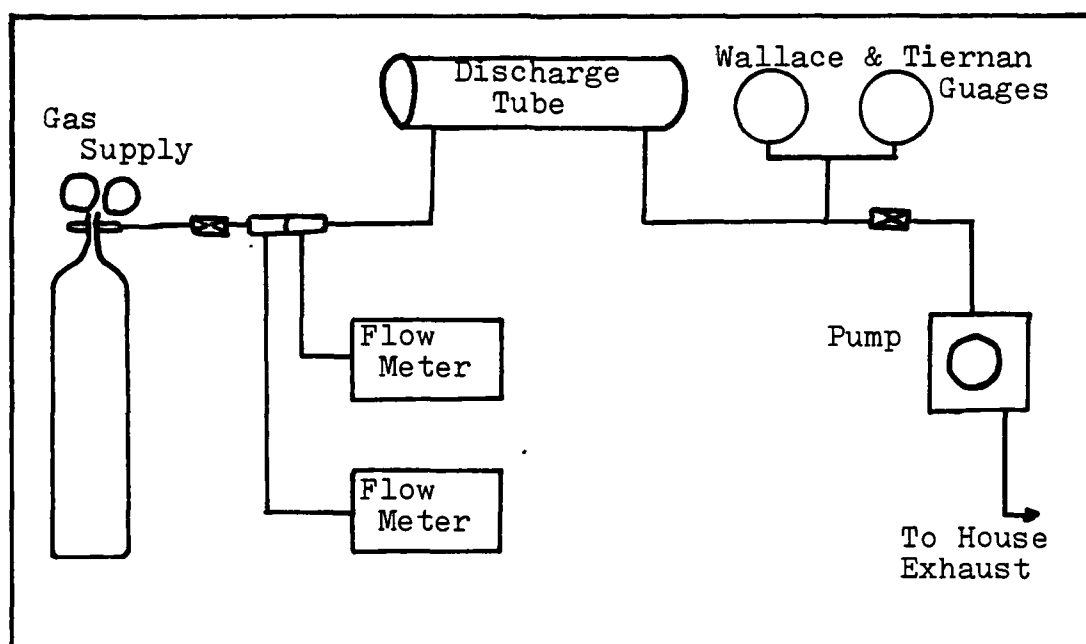 Gas
Supply
Discharge
Tube
Wallace & Tiernan
Guages
Flow
Meter
Flow
Meter
Pump
To House
Exhaust